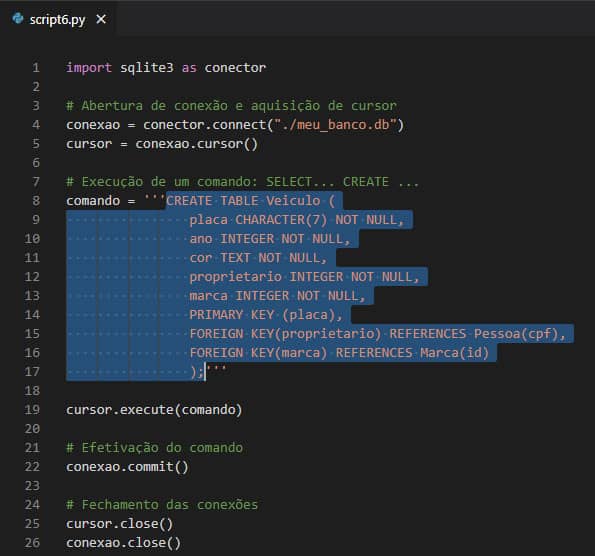 script6.py
1 import sqlite3 as conector
2
3 # Abertura de conexão e aquisição de cursor
4 conexao = conector.connect("./meu_banco.db")
5 cursor = conexao.cursor()
6
7 # Execução de um comando: SELECT... CREATE ...
8 comando = '''CREATE TABLE Veiculo (
9 placa CHARACTER(7) NOT NULL,
10 ano INTEGER NOT NULL,
11 cor TEXT NOT NULL,
12 proprietario INTEGER NOT NULL,
13 marca INTEGER NOT NULL,
14 PRIMARY KEY (placa),
15 FOREIGN KEY(proprietario) REFERENCES Pessoa(cpf),
16 FOREIGN KEY(marca) REFERENCES Marca(id)
17 );'''
18
19 cursor.execute(comando)
20
21 # Efetivação do comando
22 conexao.commit()
23
24 # Fechamento das conexões
25 cursor.close()
26 conexao.close()